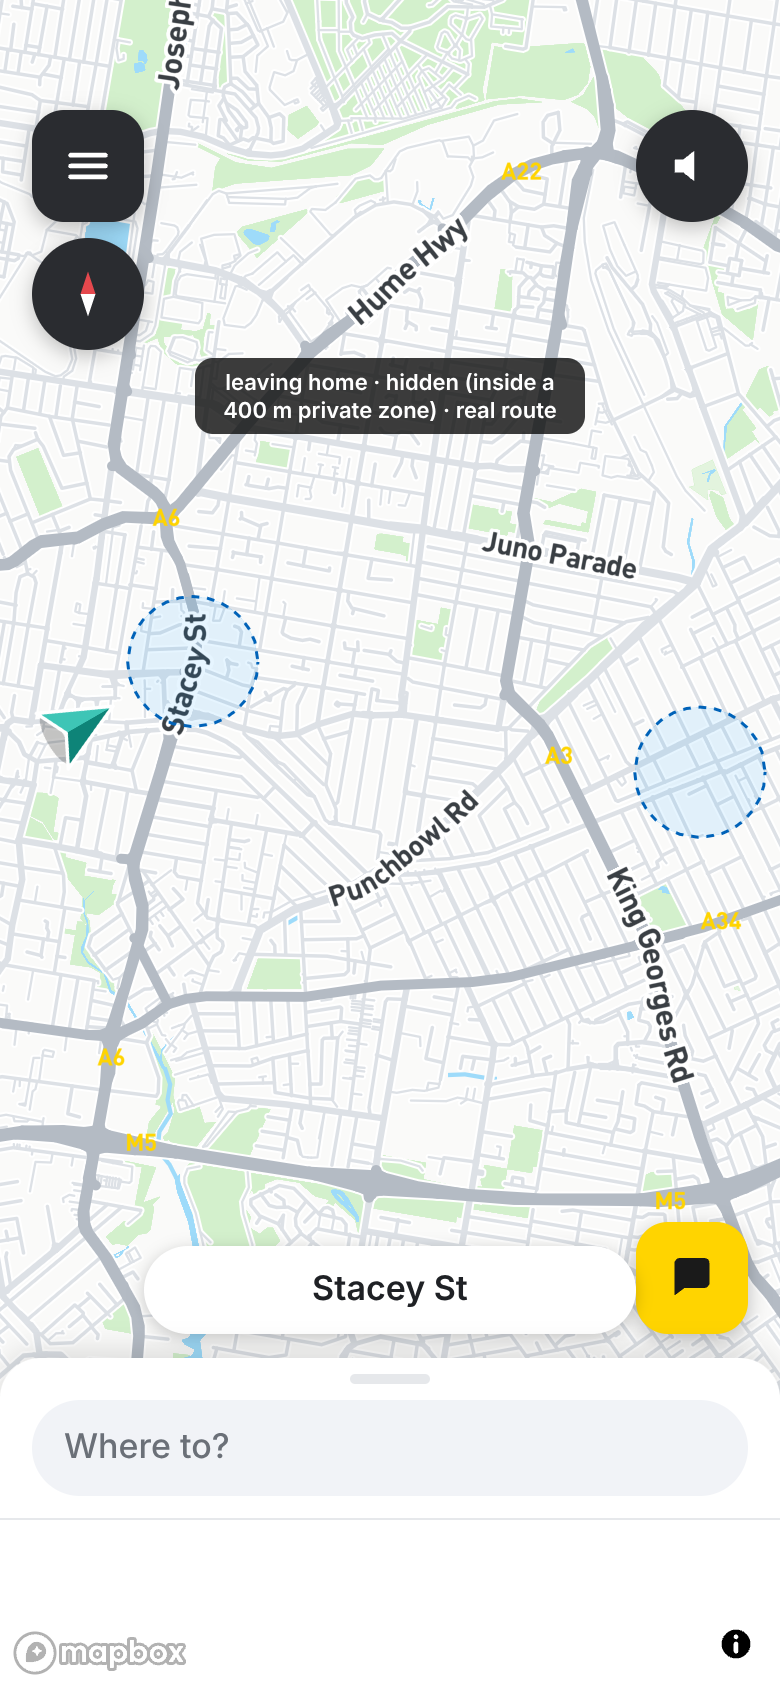 Joseph
A22
Hume Hwy
leaving home · hidden (inside a
400 m private zone) · real route
A6
Juno Parade
Stacey St
A3
Punchbowl Rd
King Georges Rd
A34
A6
M5
M5
Stacey St
Where to?
mapbox